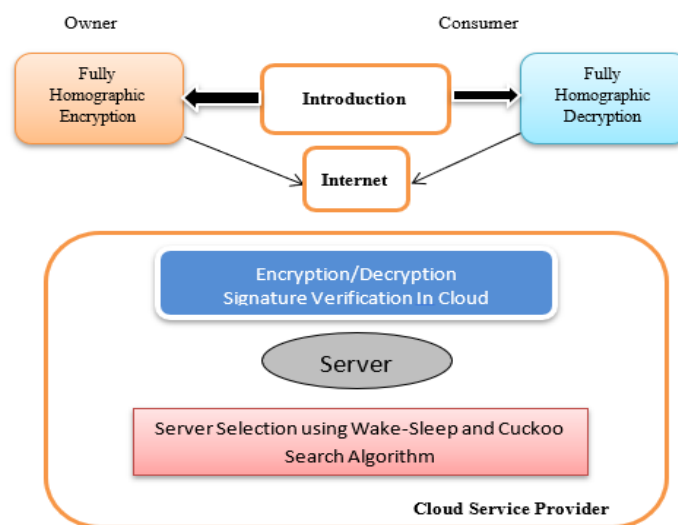 Owner
Consumer
Fully
Homographic
Encryption
Introduction
Fully
Homographic
Decryption
Internet
Encryption/Decryption
Signature Verification In Cloud
Server
Server Selection using Wake-Sleep and Cuckoo
Search Algorithm
Cloud Service Provider